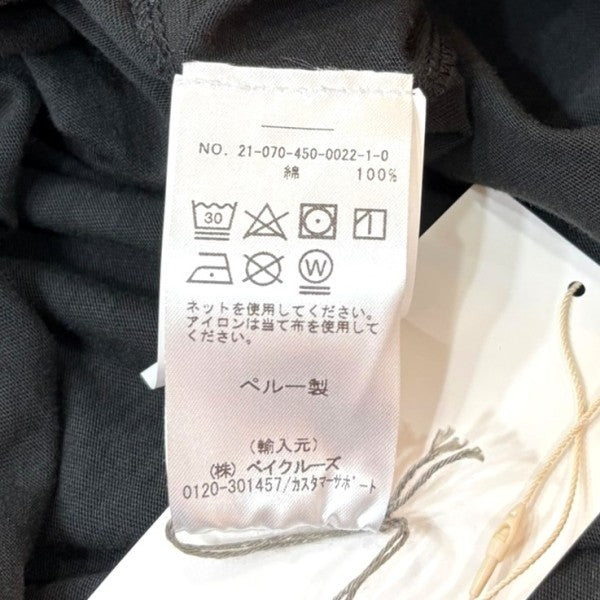 NO. 21-070-450-0022-1-0
綿 100%
30
W
ネットを使用してください。
アイロンは当て布を使用して
ください。
ペルー製
(輸入元)
(株) ベイクルーズ
0120-301457/カスタマーサポート